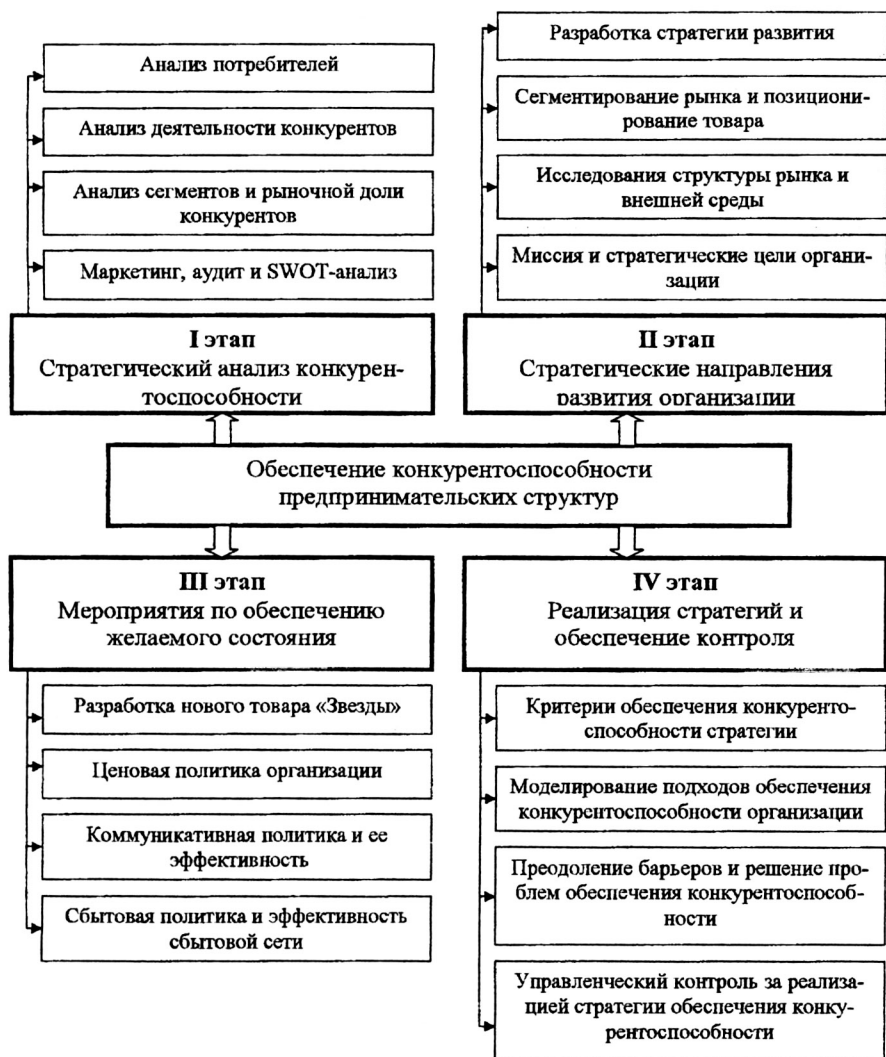 Анализ потребителей
Анализ деятельности конкурентов
Анализ сегментов и рыночной доли
конкурентов
Маркетинг, аудит и SWOT-анализ
I этап
Стратегический анализ конкурен-
тоспособности
Разработка стратегии развития
Сегментирование рынка и позициони-
рование товара
Исследования структуры рынка и
внешней среды
Миссия и стратегические цели органи-
зации
II этап
Стратегические направления
развития организации
Обеспечение конкурентоспособности
предпринимательских структур
III этап
Мероприятия по обеспечению
желаемого состояния
Разработка нового товара «Звезды»
Ценовая политика организации
Коммуникативная политика и ее
эффективность
Сбытовая политика и эффективность
сбытовой сети
IV этап
Реализация стратегий и
обеспечение контроля
Критерии обеспечения конкуренто-
способности стратегии
Моделирование подходов обеспечения
конкурентоспособности организации
Преодоление барьеров и решение про-
блем обеспечения конкурентоспособ-
ности
Управленческий контроль за реализа-
цией стратегии обеспечения конку-
рентоспособности